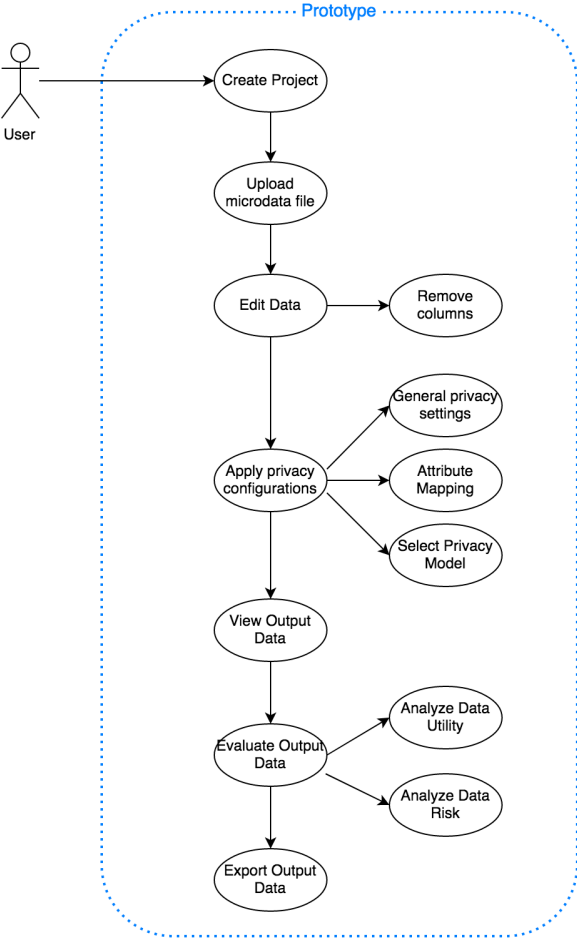 Prototype
Create Project
User
Upload
microdata file
Edit Data
Remove
columns
General privacy
settings
Apply privacy
configurations
Attribute
Mapping
Select Privacy
Model
View Output
Data
Analyze Data
Utility
Evaluate Output
Data
Analyze Data
Risk
Export Output
Data